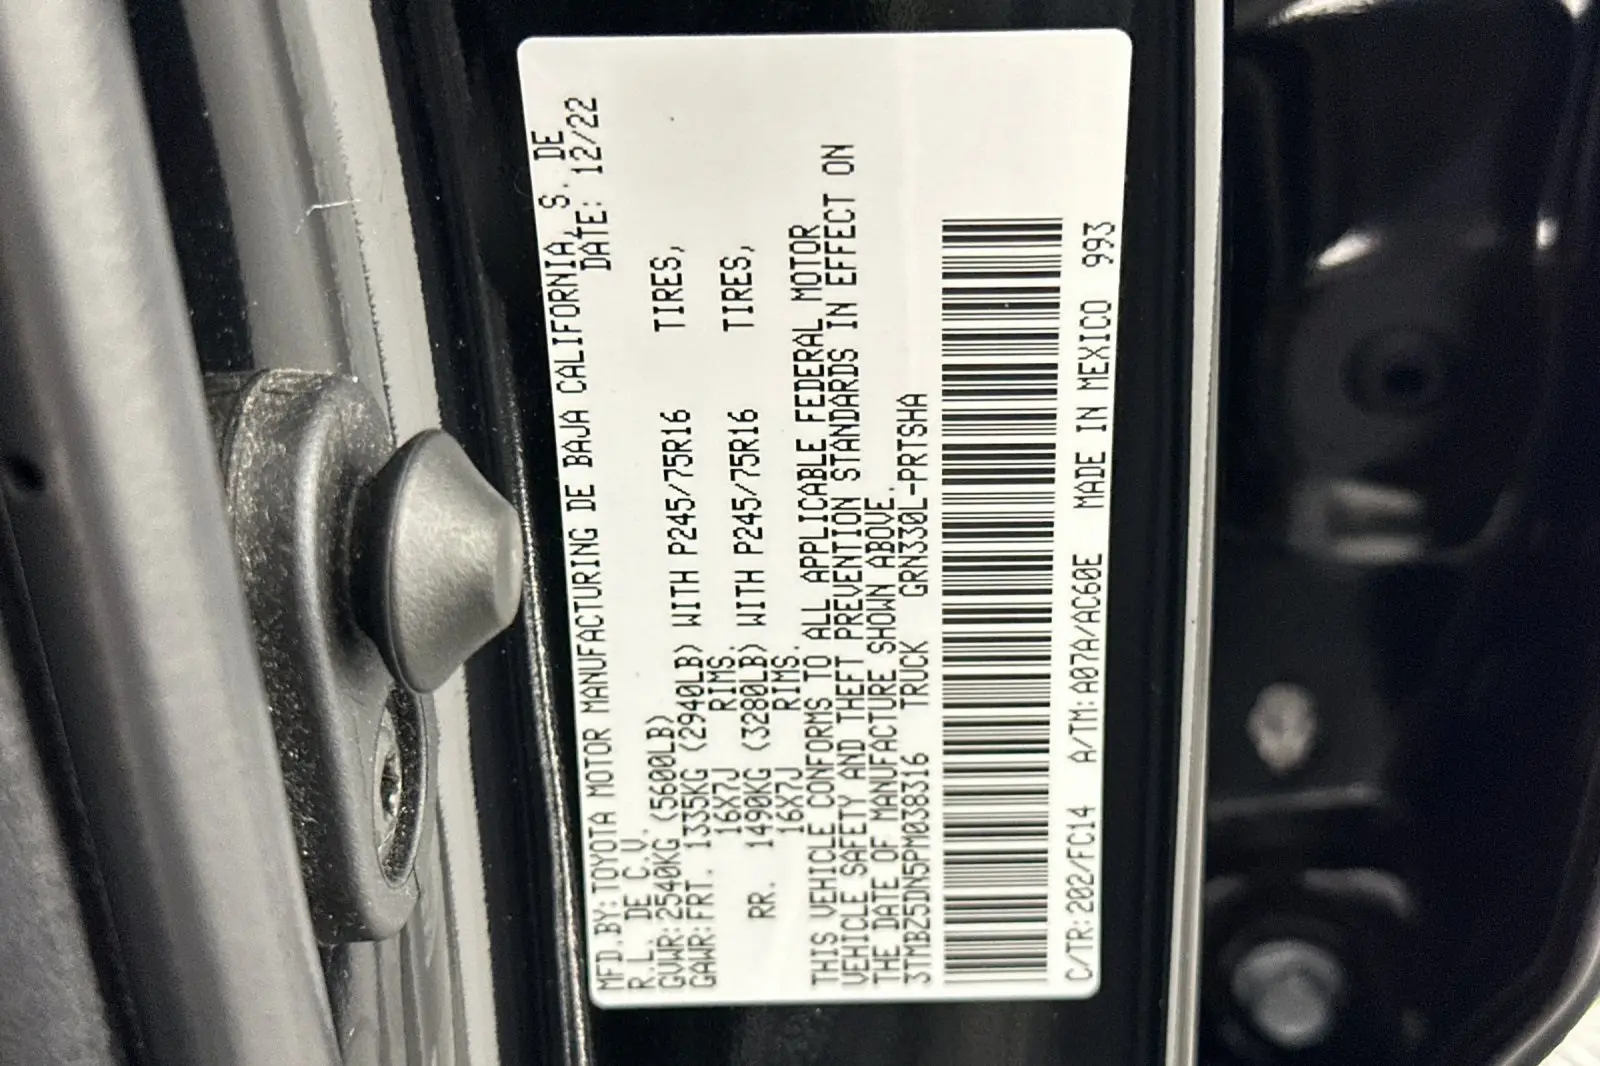 MFD.BY:TOYOTA MOTOR MANUFACTURING DE BAJA CALIFORNIA, S. DE
R.L. DE C.V. DATE: 12/22
GVWR:2540KG (5600LB)
GAWR:FRT. 1335KG (2940LB) WITH P245/75R16 TIRES,
16X7J RIMS.
RR. 1490KG (3280LB) WITH P245/75R16 TIRES,
16X7J RIMS.
THIS VEHICLE CONFORMS TO ALL APPLICABLE FEDERAL MOTOR
VEHICLE SAFETY AND THEFT PREVENTION STANDARDS IN EFFECT ON
THE DATE OF MANUFACTURE SHOWN ABOVE.
3TMBZ5DN5PM038316 TRUCK GRN330L-PRTSHA
C/TR:202/FC14 A/TM:A07A/AC60E MADE IN MEXICO 993